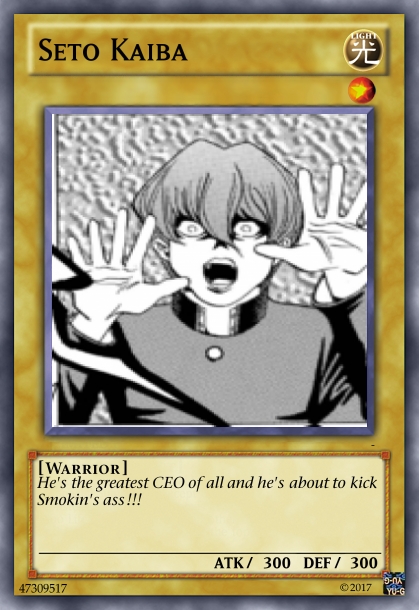 SETO KAIBA
LIGHT
光
[WARRIOR]
He's the greatest CEO of all and he's about to kick
Smokin's ass!!!
ATK / 300 DEF / 300
47309517
©2017